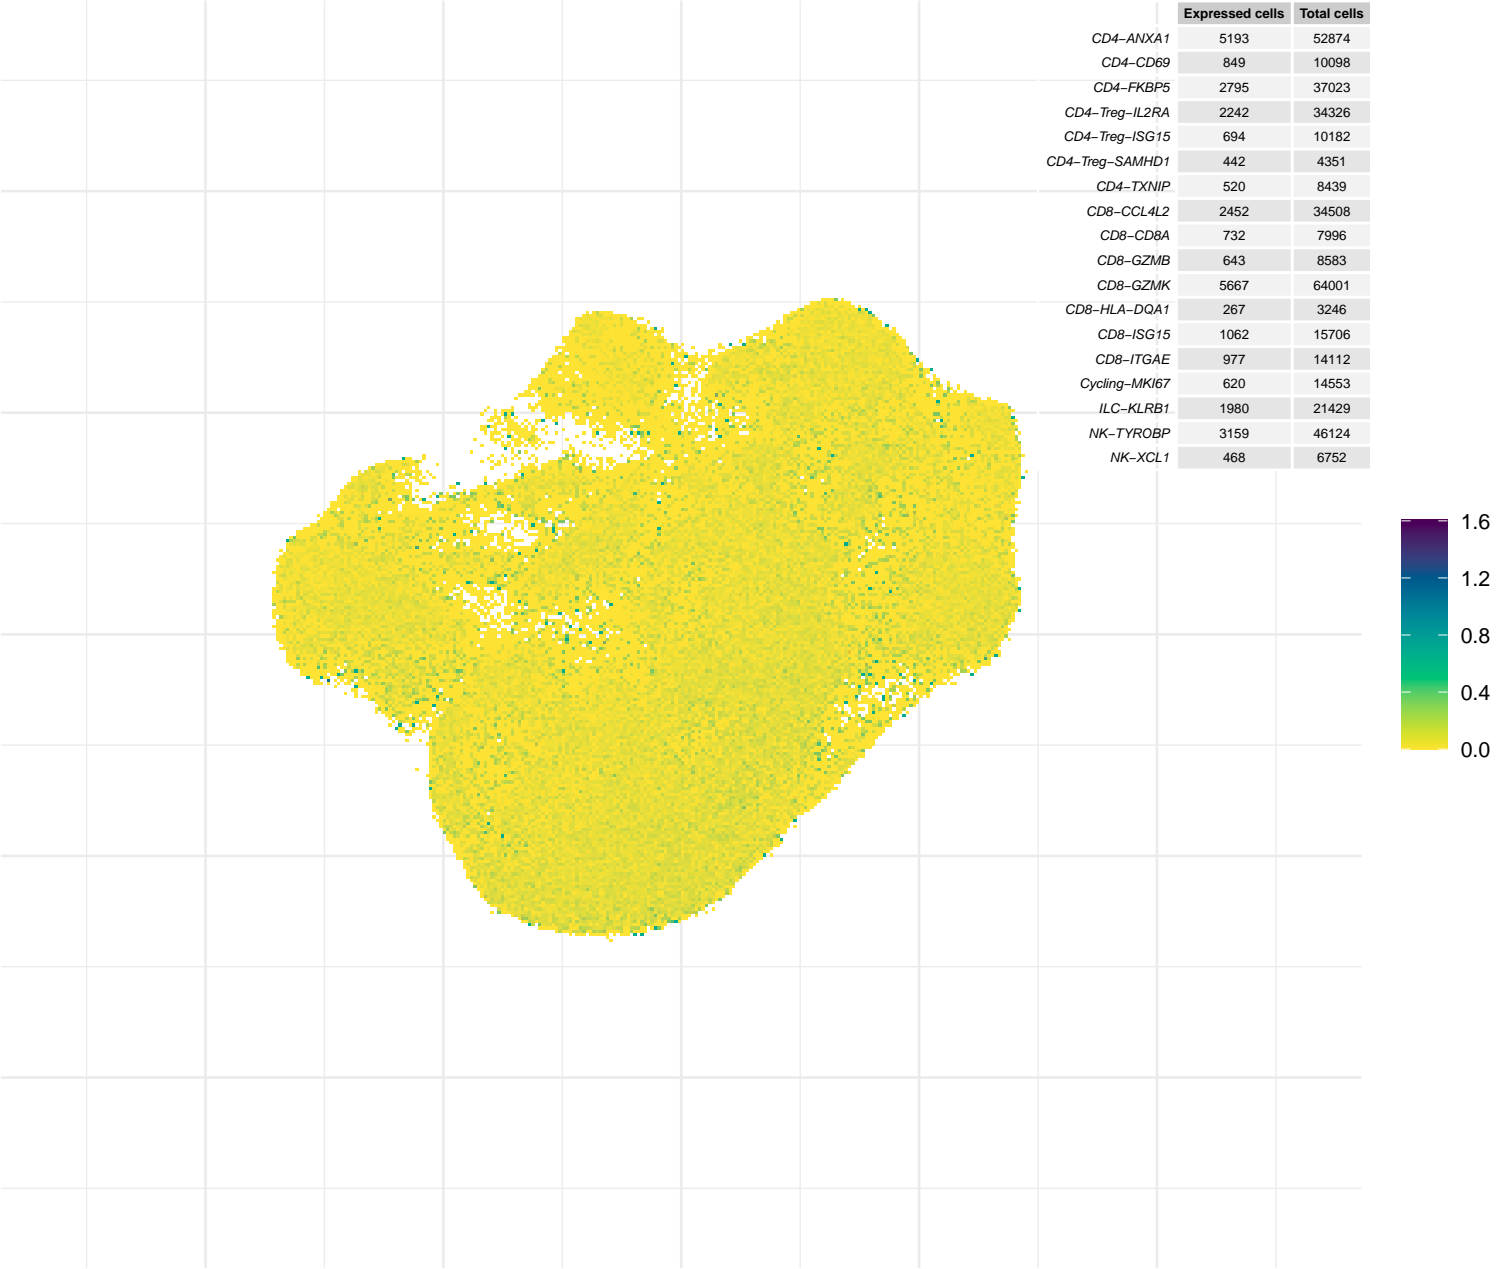 Expressed cells Total cells
CD4−ANXA1 5193 52874
CD4−CD69 849 10098
CD4−FKBP5 2795 37023
CD4−Treg−IL2RA 2242 34326
CD4−Treg−ISG15 694 10182
CD4−Treg−SAMHD1 442 4351
CD4−TXNIP 520 8439
CD8−CCL4L2 2452 34508
CD8−CD8A 732 7996
CD8−GZMB 643 8583
CD8−GZMK 5667 64001
CD8−HLA−DQA1 267 3246
CD8−ISG15 1062 15706
CD8−ITGAE 977 14112
Cycling−MKI67 620 14553
ILC−KLRB1 1980 21429
NK−TYROBP 3159 46124
NK−XCL1 468 6752
1.6
1.2
0.8
0.4
0.0